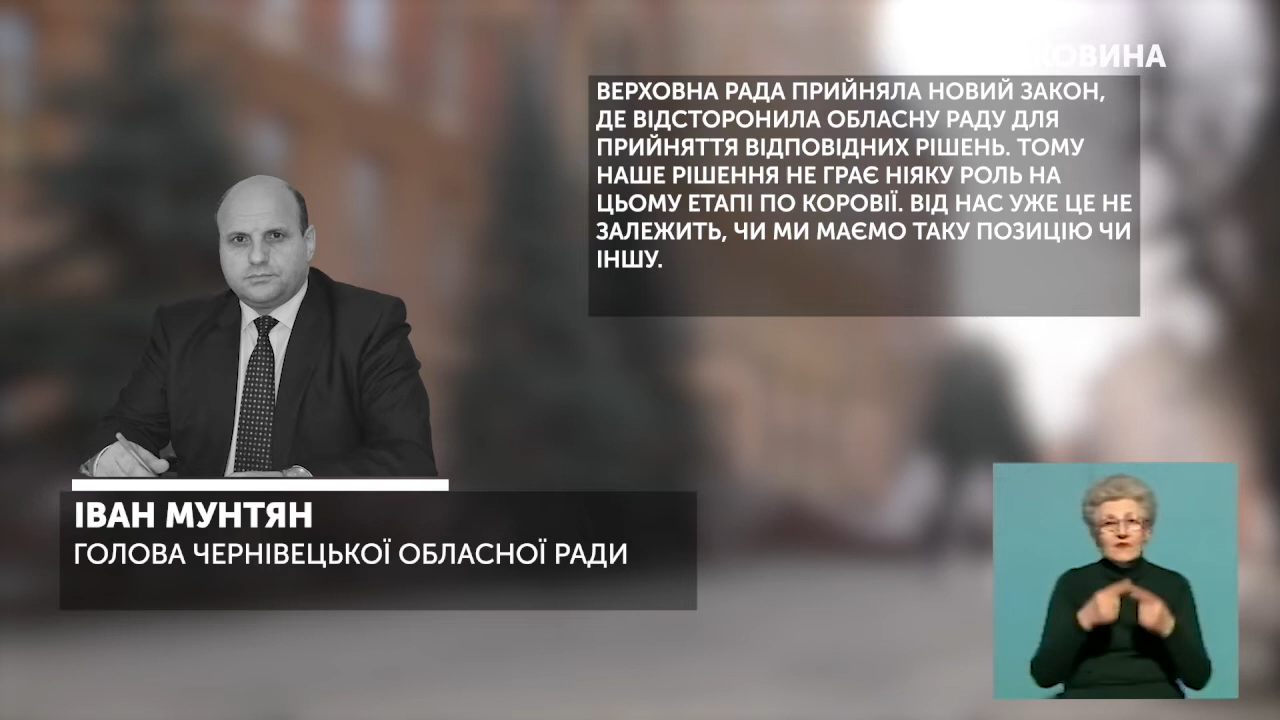 ВЕРХОВНА РАДА ПРИЙНЯЛА НОВИЙ ЗАКОН,
ДЕ ВІДСТОРОНИЛА ОБЛАСНУ РАДУ ДЛЯ
ПРИЙНЯТТЯ ВІДПОВІДНИХ РІШЕНЬ. ТОМУ
НАШЕ РІШЕННЯ НЕ ГРАЄ НІЯКУ РОЛЬ НА
ЦЬОМУ ЕТАПІ ПО КОРОВІЇ. ВІД НАС УЖЕ ЦЕ НЕ
ЗАЛЕЖИТЬ, ЧИ МИ МАЄМО ТАКУ ПОЗИЦІЮ ЧИ
ІНШУ.
ІВАН МУНТЯН
ГОЛОВА ЧЕРНІВЕЦЬКОЇ ОБЛАСНОЇ РАДИ